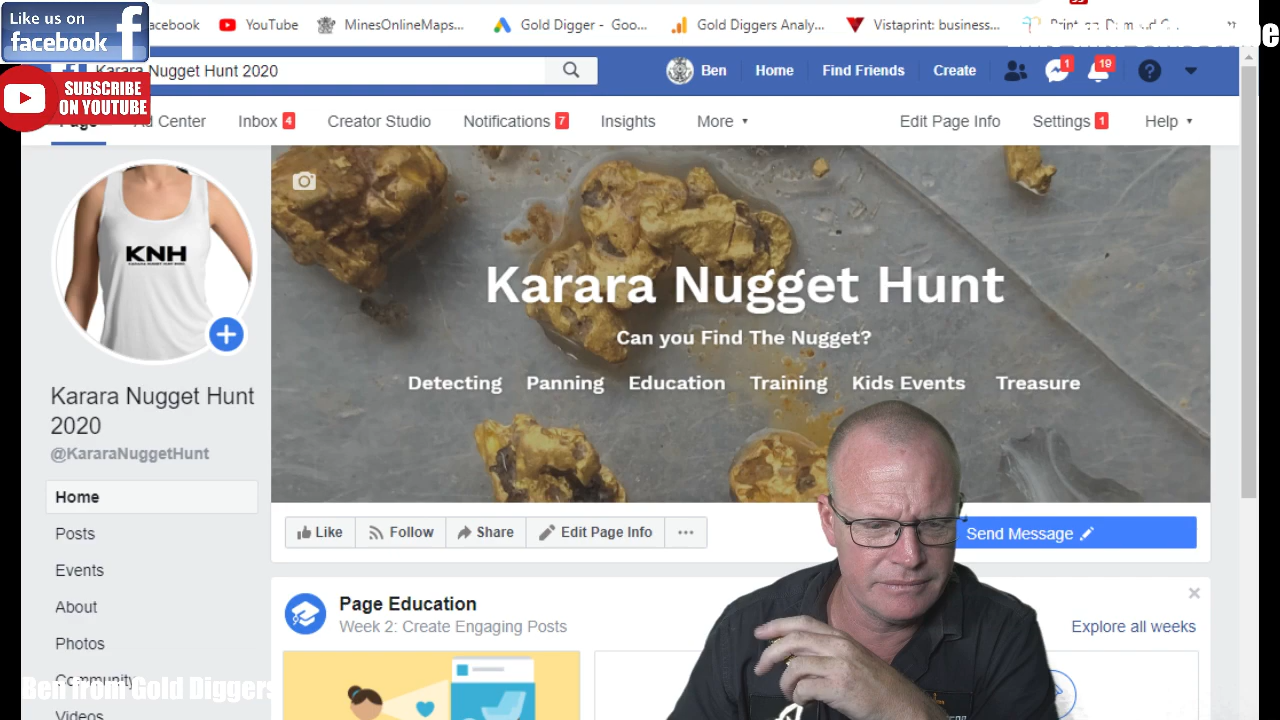 Like us on
facebook
SUBSCRIBE
ON YOUTUBE
acebook
YouTube
MinesOnlineMaps...
Gold Digger - Goo...
Gold Diggers Analy...
Vistaprint: business...
Karara Nugget Hunt 2020
Ben
Home
Find Friends
Create
1
19
Page
Ad Center
Inbox 4
Creator Studio
Notifications 7
Insights
More
Edit Page Info
Settings 1
Help
KNH
Karara Nugget Hunt
Can you Find The Nugget?
Detecting Panning Education Training Kids Events Treasure
Karara Nugget Hunt
2020
@KararaNuggetHunt
Home
Posts
Events
About
Photos
Community
Videos
Like
Follow
Share
Edit Page Info
Send Message
Page Education
Week 2: Create Engaging Posts
Explore all weeks
Ben from Gold Diggers